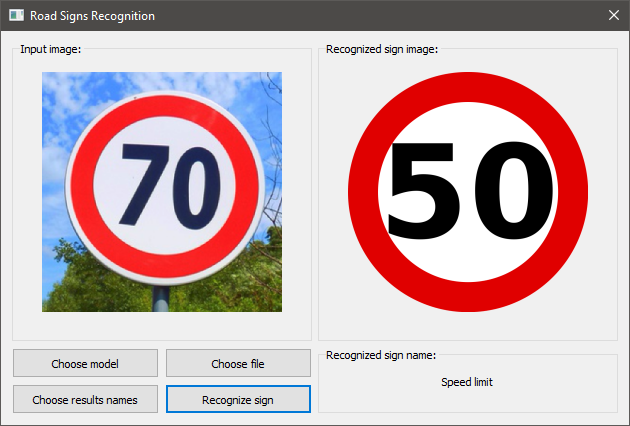 Road Signs Recognition
Input image:
70
Recognized sign image:
50
Choose model
Choose file
Choose results names
Recognize sign
Recognized sign name:
Speed limit